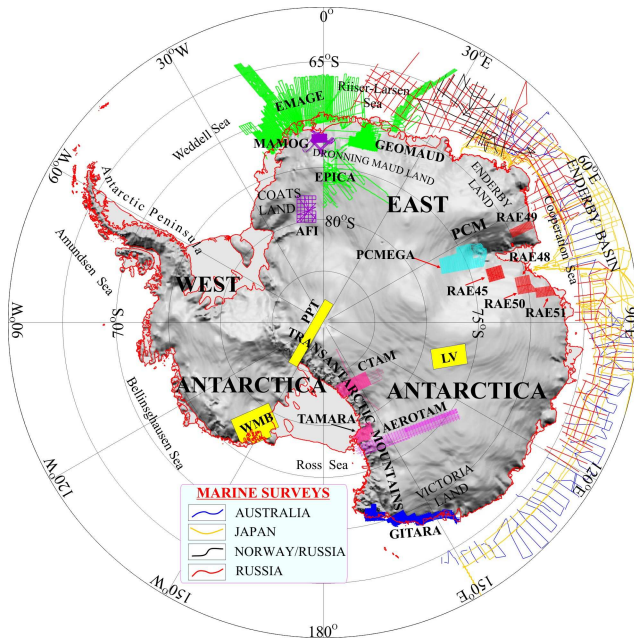 0°
30°W
30°E
65°S
Riiser-Larsen
Sea
EMAGE
Weddell Sea
MAMOG
GEOMAUD
DRONNING MAUD LAND
60°W
60°E
ENDERBY
LAND
ENDERBY BASIN
EPICA
COATS
LAND
EAST
Antarctic Peninsula
80°S
AFI
Cooperation Sea
PCM
RAE49
Amundsen Sea
PCMEGA
RAE48
WEST
RAE45
RAE50
RAE51
90°W
70°S
PPT
75°S
90°E
TRANSANTARCTIC
MOUNTAINS
LV
CTAM
ANTARCTICA
ANTARCTICA
Bellinghausen Sea
WMB
TAMARA
AEROTAM
120°W
120°E
Ross Sea
VICTORIA
LAND
MARINE SURVEYS
AUSTRALIA
JAPAN
NORWAY/RUSSIA
RUSSIA
GITARA
150°W
150°E
180°